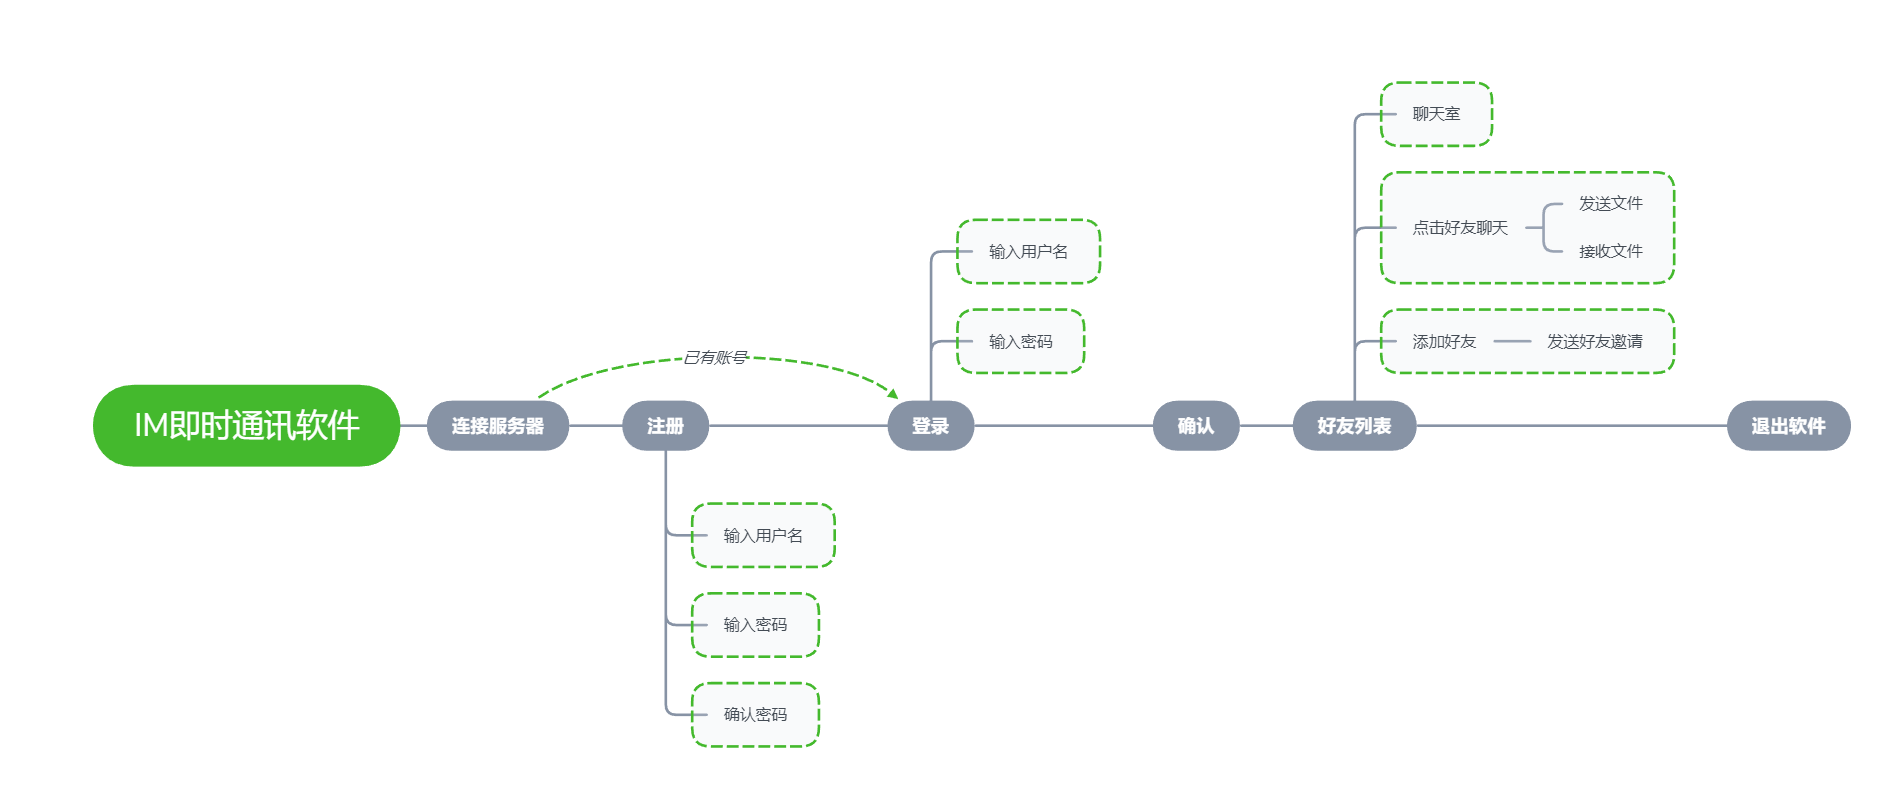 IM即时通讯软件
连接服务器
已有账号
注册
输入用户名
输入密码
确认密码
登录
输入用户名
输入密码
确认
好友列表
聊天室
点击好友聊天
发送文件
接收文件
添加好友
发送好友邀请
退出软件